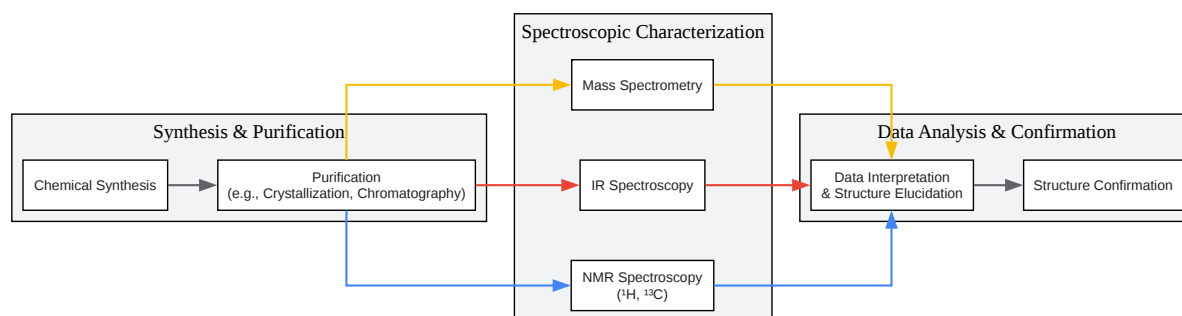 Spectroscopic Characterization
Mass Spectrometry
Synthesis & Purification
Data Analysis & Confirmation
Chemical Synthesis
Purification
(e.g., Crystallization, Chromatography)
IR Spectroscopy
Data Interpretation
& Structure Elucidation
Structure Confirmation
NMR Spectroscopy
(¹H, ¹³C)